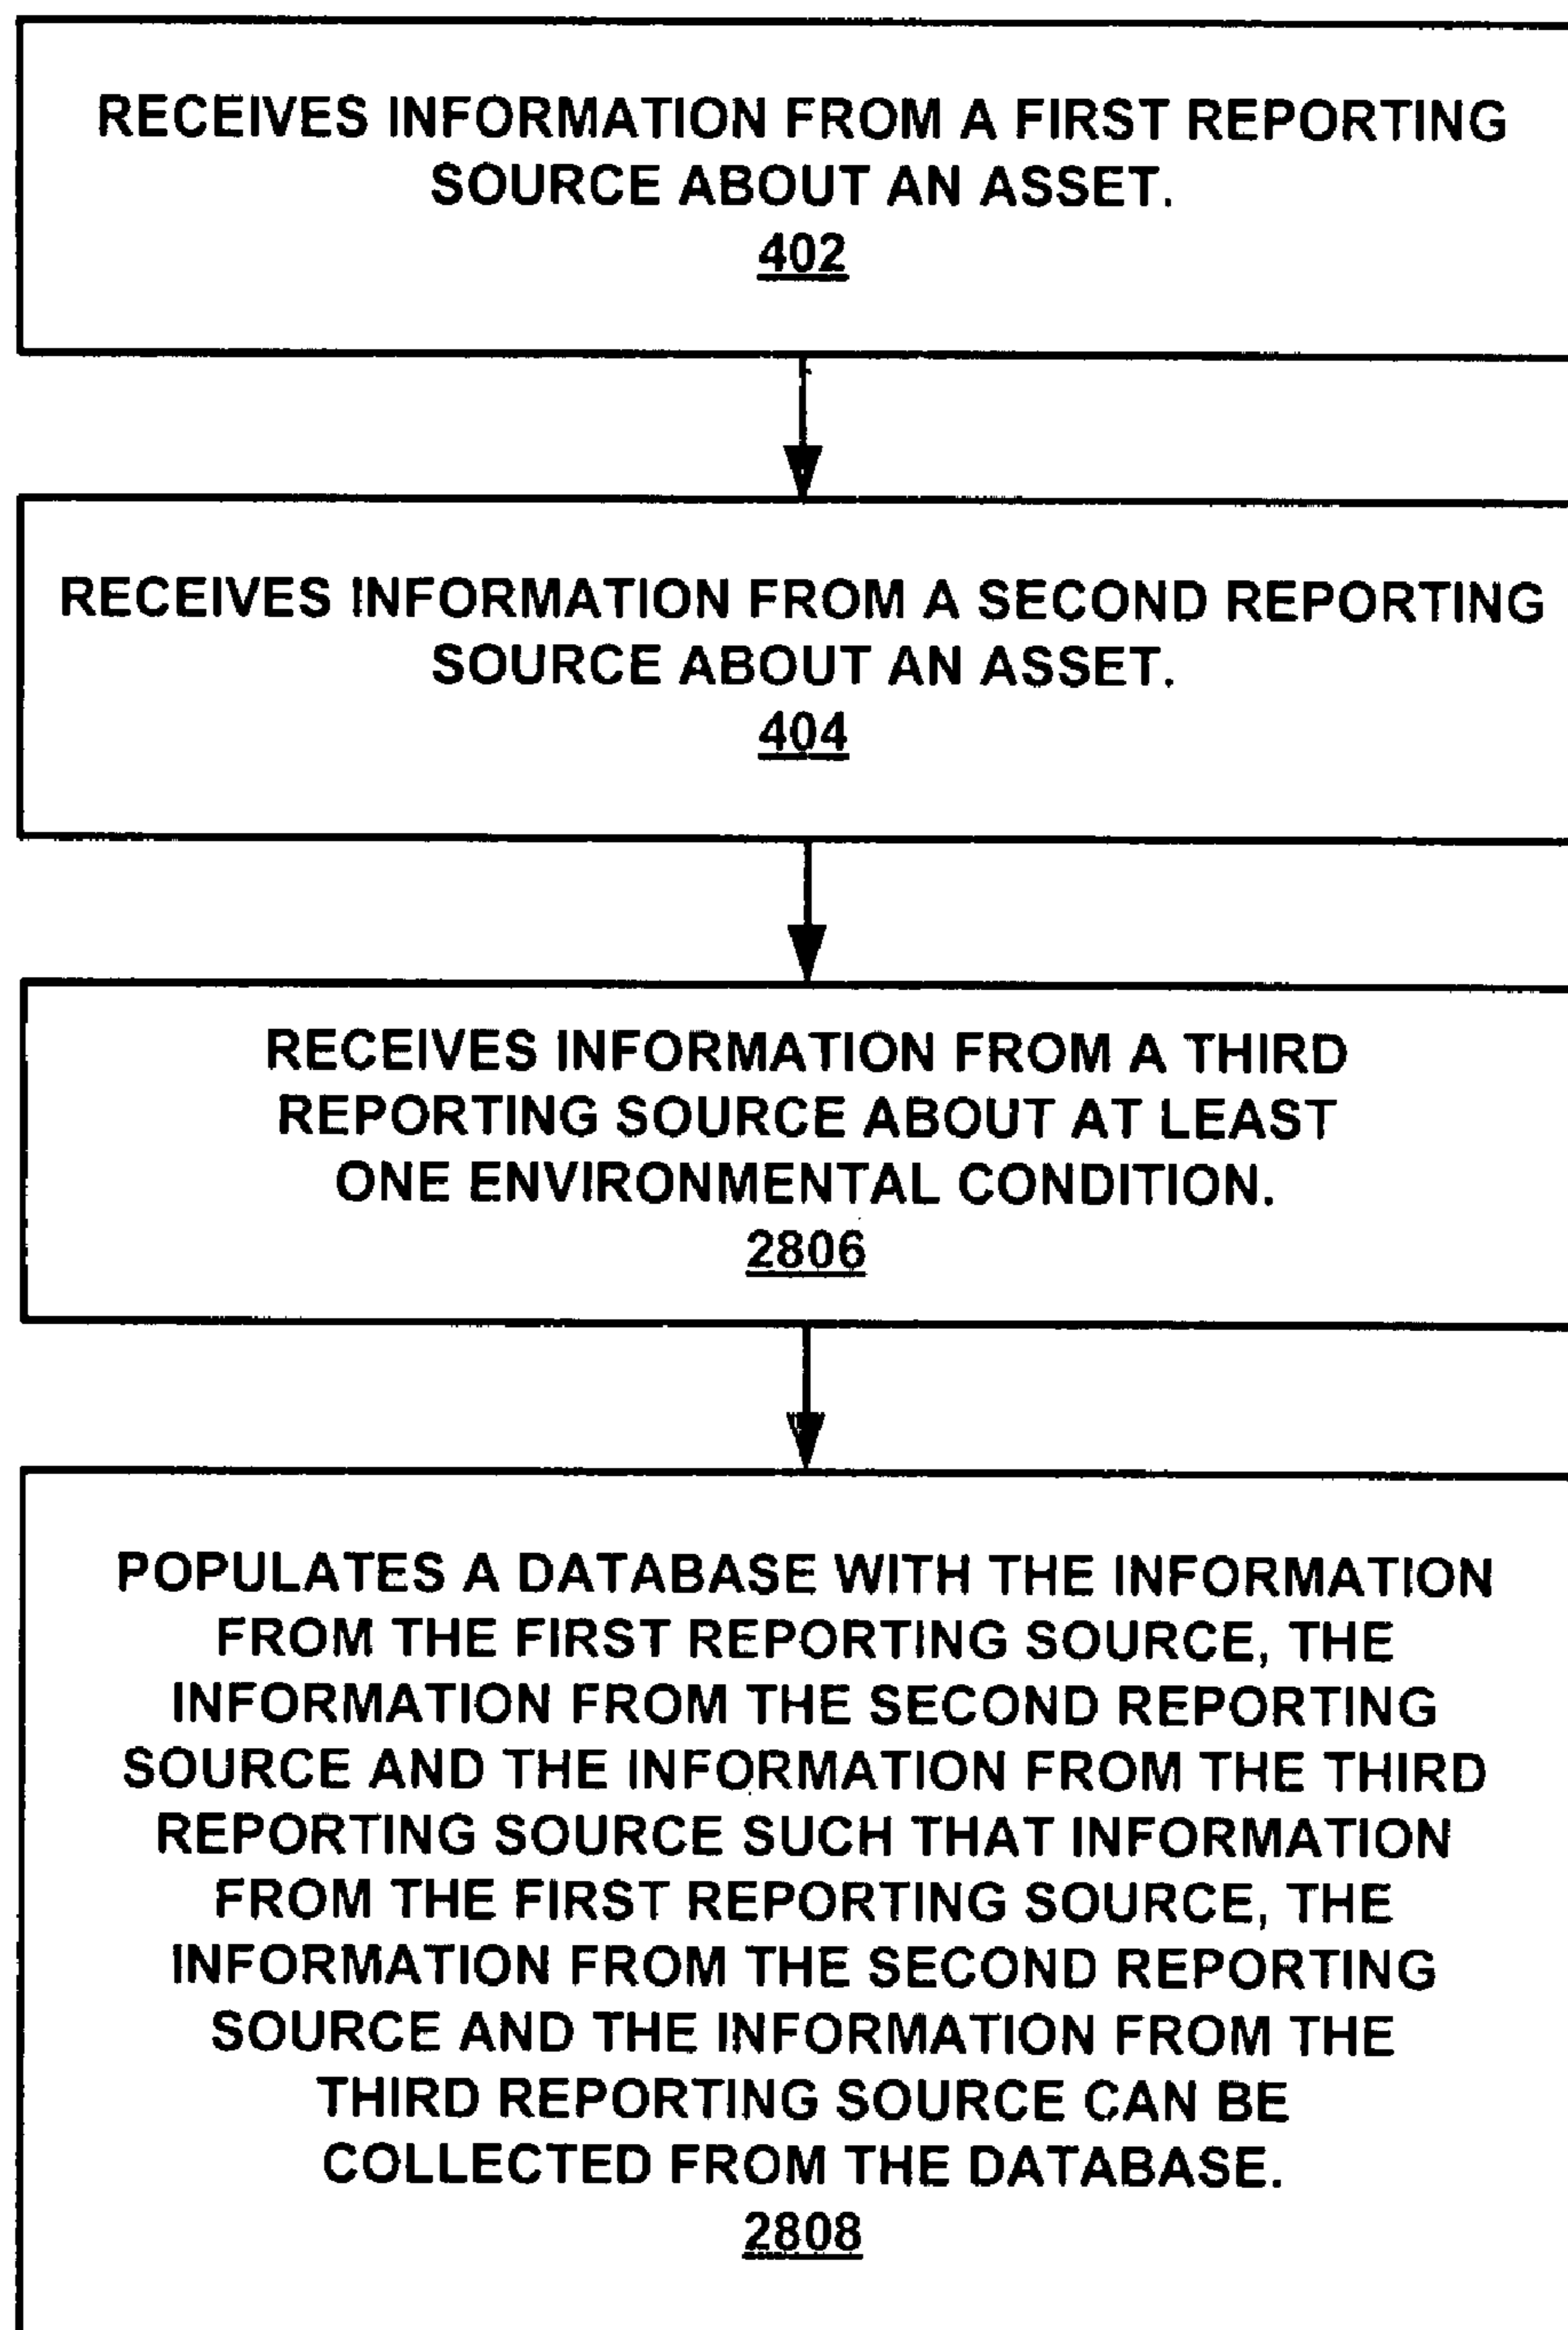 RECEIVES INFORMATION FROM A FIRST REPORTING
SOURCE ABOUT AN ASSET.
402
RECEIVES INFORMATION FROM A SECOND REPORTING
SOURCE ABOUT AN ASSET.
404
RECEIVES INFORMATION FROM A THIRD
REPORTING SOURCE ABOUT AT LEAST
ONE ENVIRONMENTAL CONDITION.
2806
POPULATES A DATABASE WITH THE INFORMATION
FROM THE FIRST REPORTING SOURCE, THE
INFORMATION FROM THE SECOND REPORTING
SOURCE AND THE INFORMATION FROM THE THIRD
REPORTING SOURCE SUCH THAT INFORMATION
FROM THE FIRST REPORTING SOURCE, THE
INFORMATION FROM THE SECOND REPORTING
SOURCE AND THE INFORMATION FROM THE
THIRD REPORTING SOURCE CAN BE
COLLECTED FROM THE DATABASE.
2808